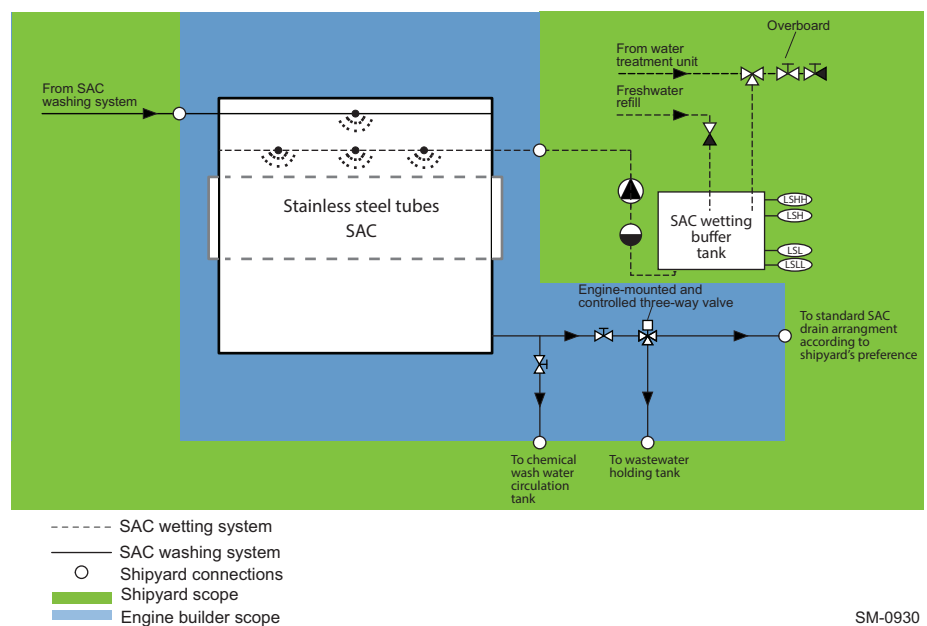 Overboard
From water
treatment unit
Freshwater
refill
From SAC
washing system
Stainless steel tubes
SAC
SAC wetting
buffer
tank
LSHH
LSH
LSL
LSLL
Engine-mounted and
controlled three-way valve
To standard SAC
drain arrangment
according to
shipyard's preference
To chemical
wash water
circulation
tank
To wastewater
holding tank
SAC wetting system
SAC washing system
Shipyard connections
Shipyard scope
Engine builder scope
SM-0930